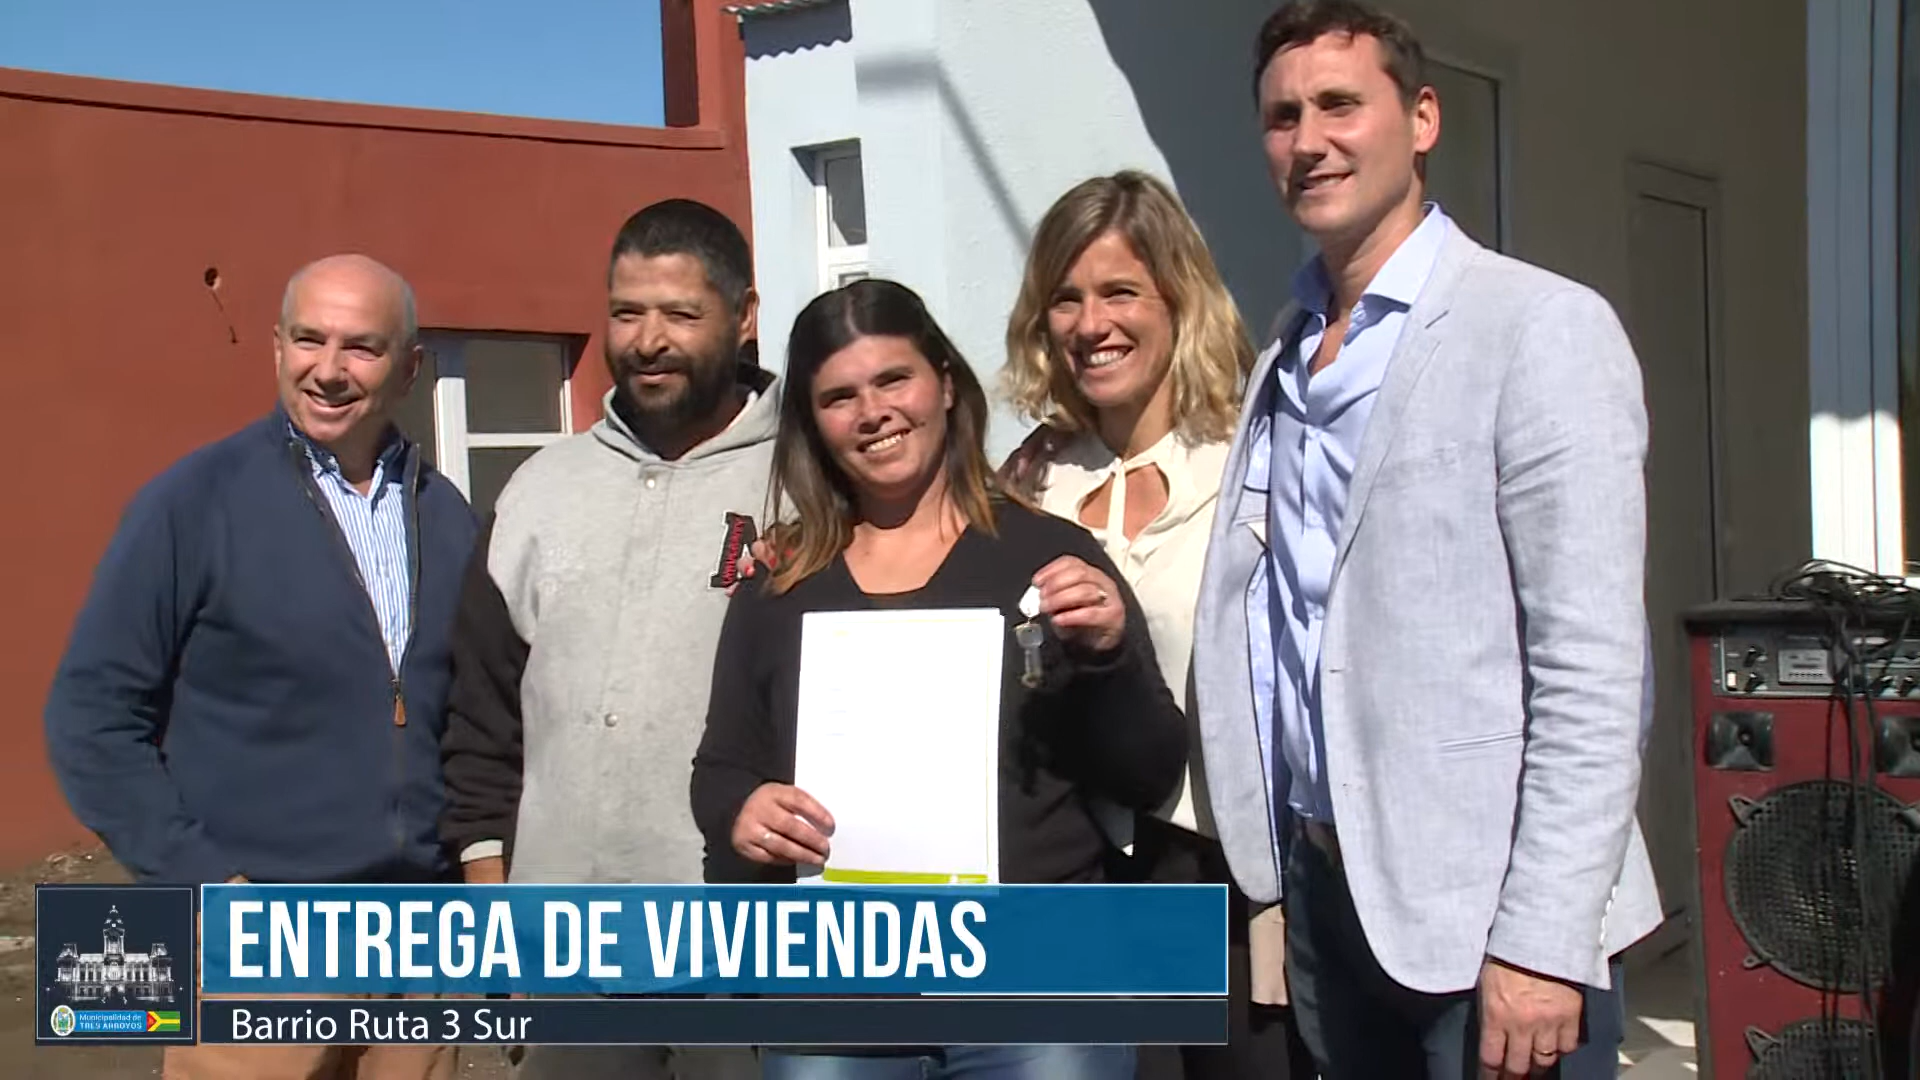 ENTREGA DE VIVIENDAS
Municipalidad de
TRES ARROYOS
Barrio Ruta 3 Sur